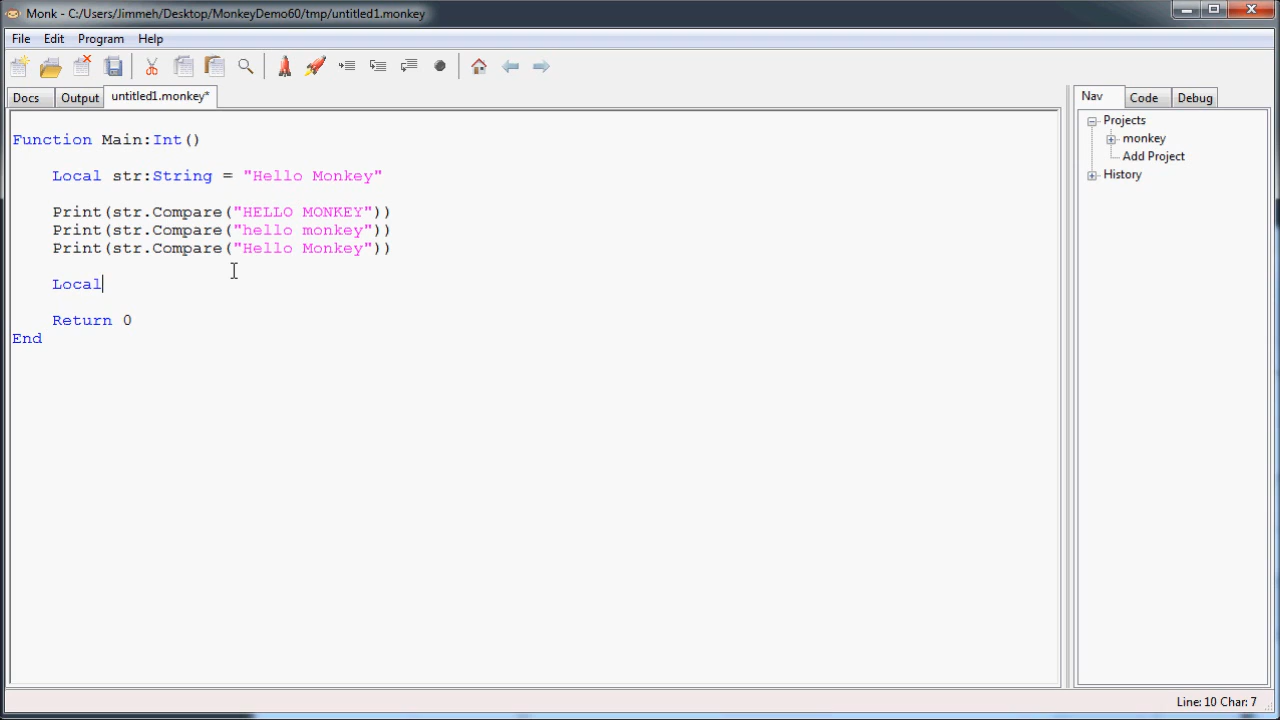 Monk - C:/Users/Jimmeh/Desktop/MonkeyDemo60/tmp/untitled1.monkey
File Edit Program Help
Docs Output untitled1.monkey* Nav Code Debug
Function Main:Int()
Local str:String = "Hello Monkey"
Print(str.Compare("HELLO MONKEY"))
Print(str.Compare("hello monkey"))
Print(str.Compare("Hello Monkey"))
Local
Return 0
End
Projects
monkey
Add Project
History
Line: 10 Char: 7